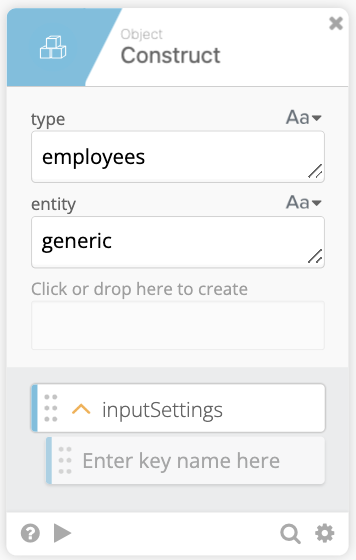 Object
Construct
type
Aa
employees
entity
Aa
generic
Click or drop here to create
inputSettings
Enter key name here